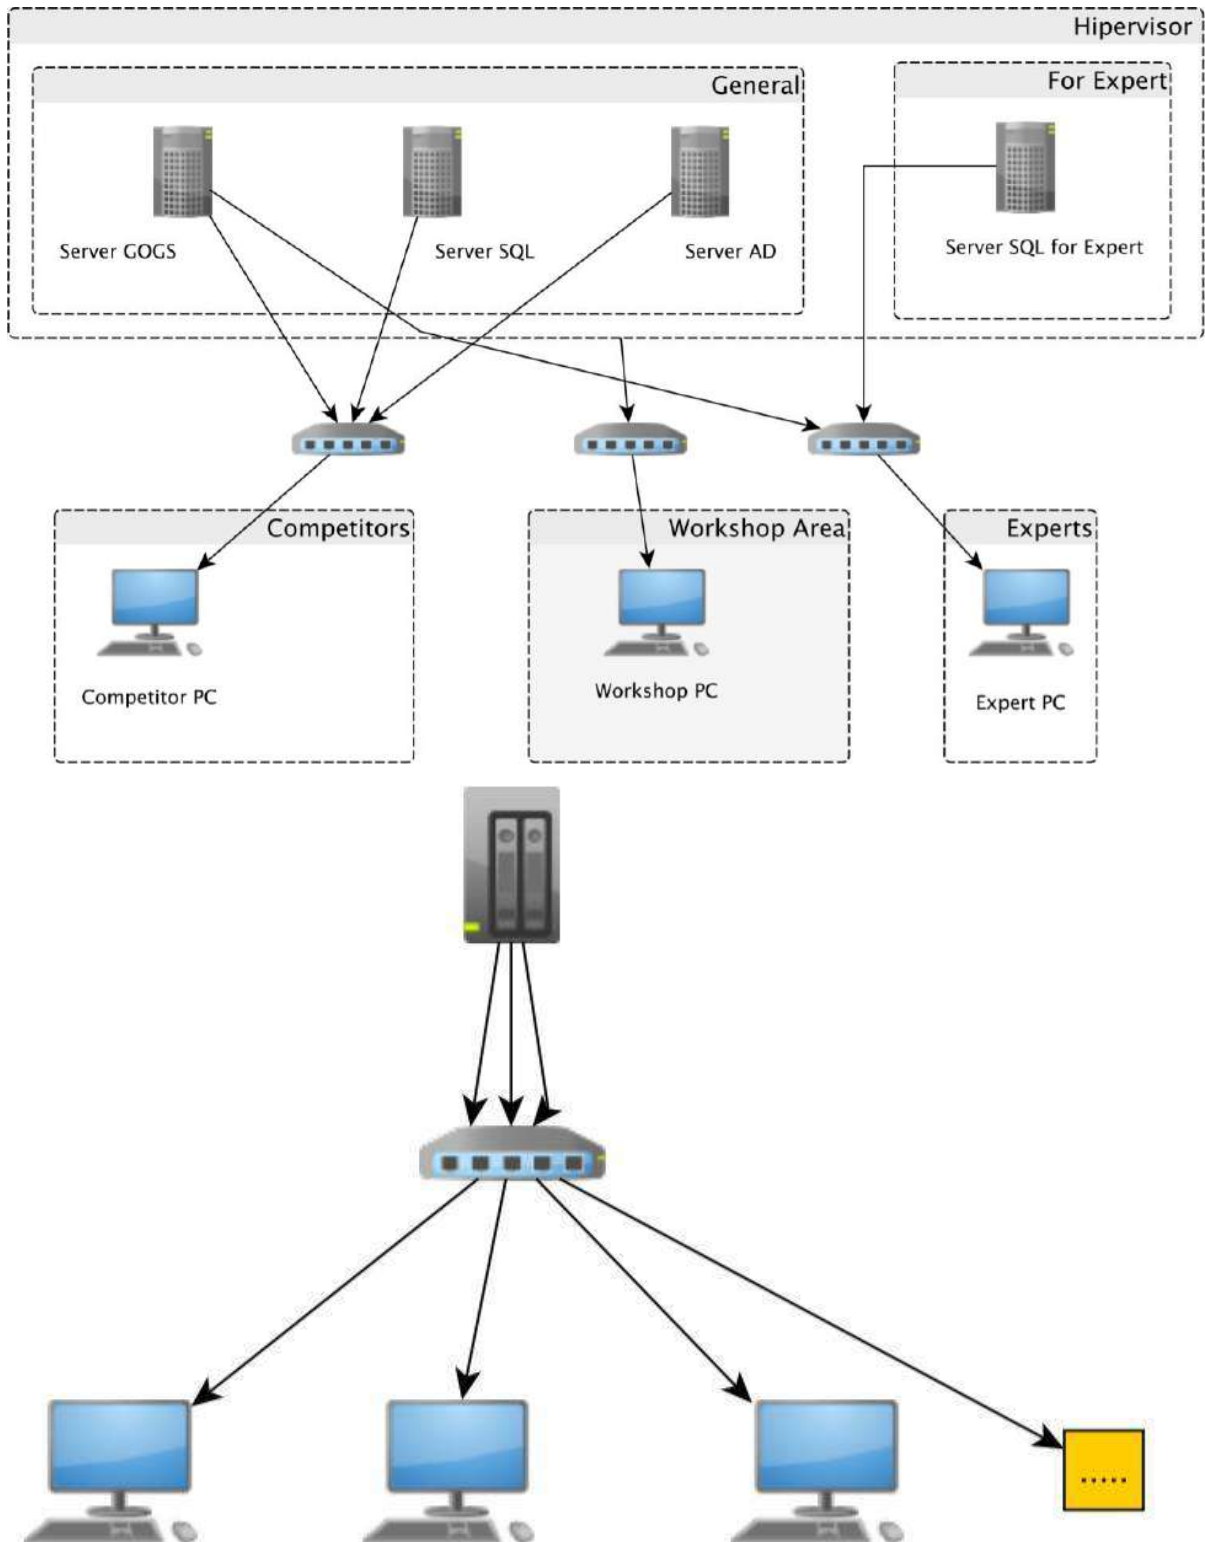 Hipervisor
General
For Expert
Server GOGS
Server SQL
Server AD
Server SQL for Expert
Competitors
Workshop Area
Experts
Competitor PC
Workshop PC
Expert PC
.....